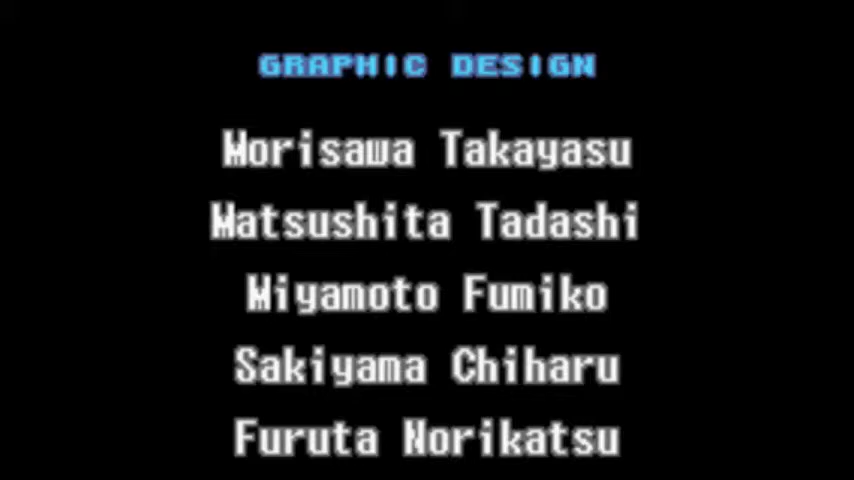 GRAPHIC DESIGN
Morisawa Takayasu
Matsushita Tadashi
Miyamoto Fumiko
Sakiyama Chiharu
Furuta Norikatsu